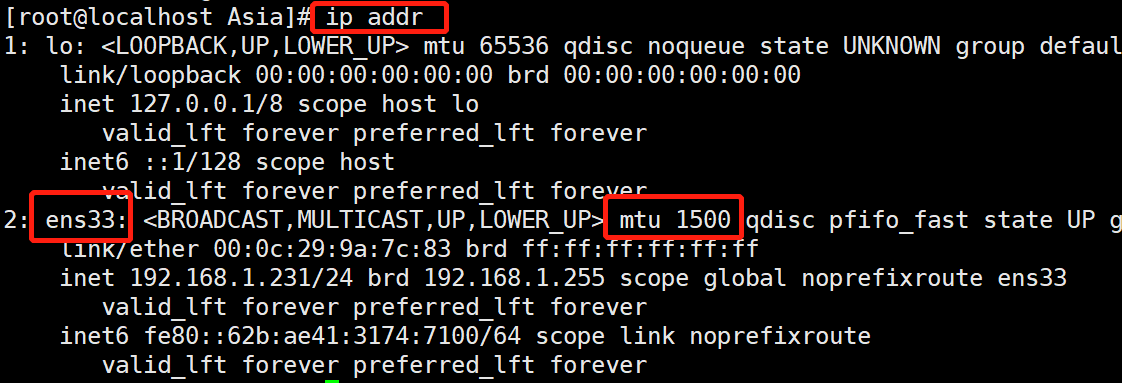 [root@localhost Asia]# ip addr
1: lo: <LOOPBACK,UP,LOWER_UP> mtu 65536 qdisc noqueue state UNKNOWN group defaul
link/loopback 00:00:00:00:00:00 brd 00:00:00:00:00:00
inet 127.0.0.1/8 scope host lo
valid_lft forever preferred_lft forever
inet6 ::1/128 scope host
valid_lft forever preferred_lft forever
2: ens33: <BROADCAST,MULTICAST,UP,LOWER_UP> mtu 1500 qdisc pfifo_fast state UP g
link/ether 00:0c:29:9a:7c:83 brd ff:ff:ff:ff:ff:ff
inet 192.168.1.231/24 brd 192.168.1.255 scope global noprefixroute ens33
valid_lft forever preferred_lft forever
inet6 fe80::62b:ae41:3174:7100/64 scope link noprefixroute
valid_lft forever preferred_lft forever